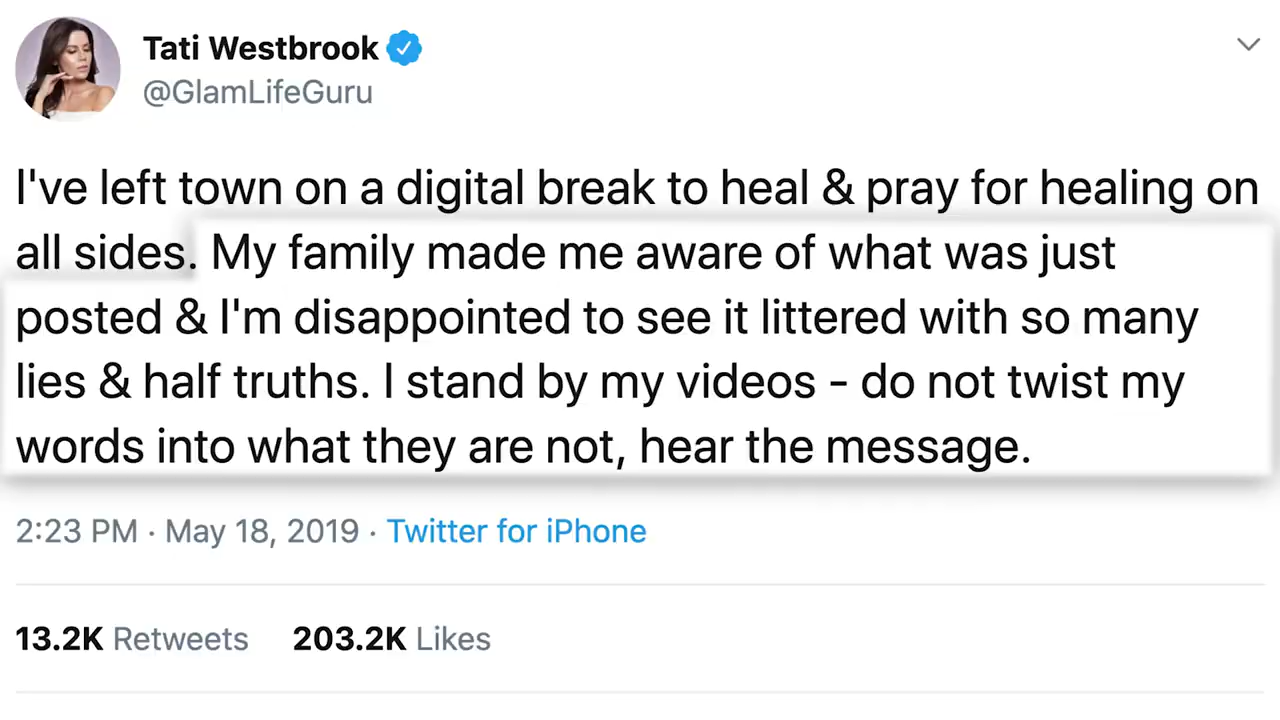 Tati Westbrook
@GlamLifeGuru
I've left town on a digital break to heal & pray for healing on
all sides. My family made me aware of what was just
posted & I'm disappointed to see it littered with so many
lies & half truths. I stand by my videos - do not twist my
words into what they are not, hear the message.
2:23 PM · May 18, 2019 · Twitter for iPhone
13.2K Retweets 203.2K Likes